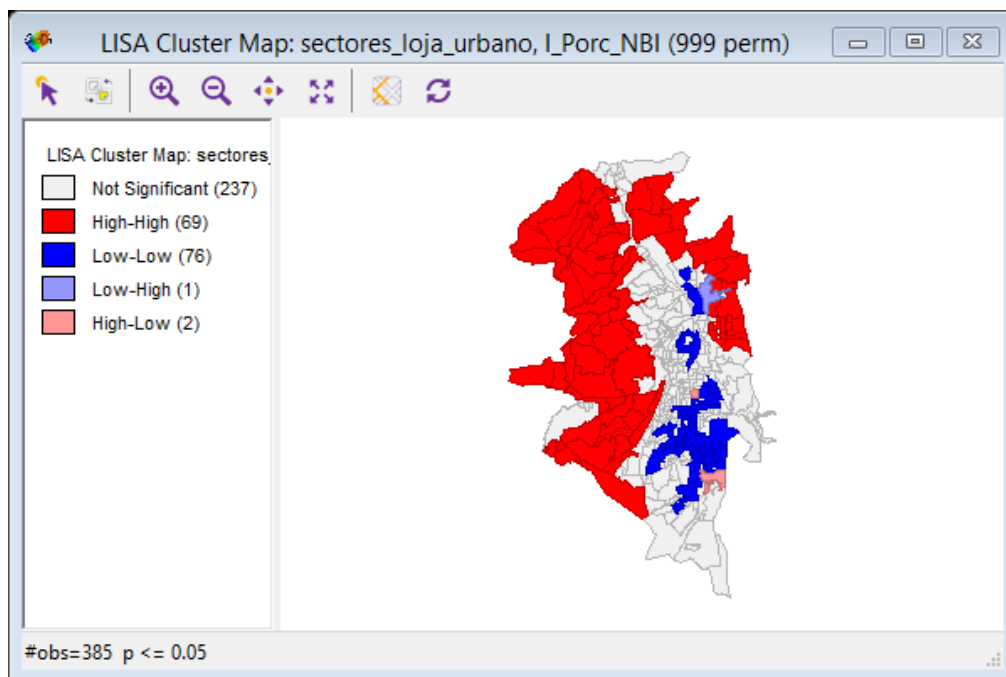 LISA Cluster Map: sectores_loja_urbano, I_Porc_NBI (999 perm)
LISA Cluster Map: sectores_
Not Significant (237)
High-High (69)
Low-Low (76)
Low-High (1)
High-Low (2)
#obs=385 p <= 0.05